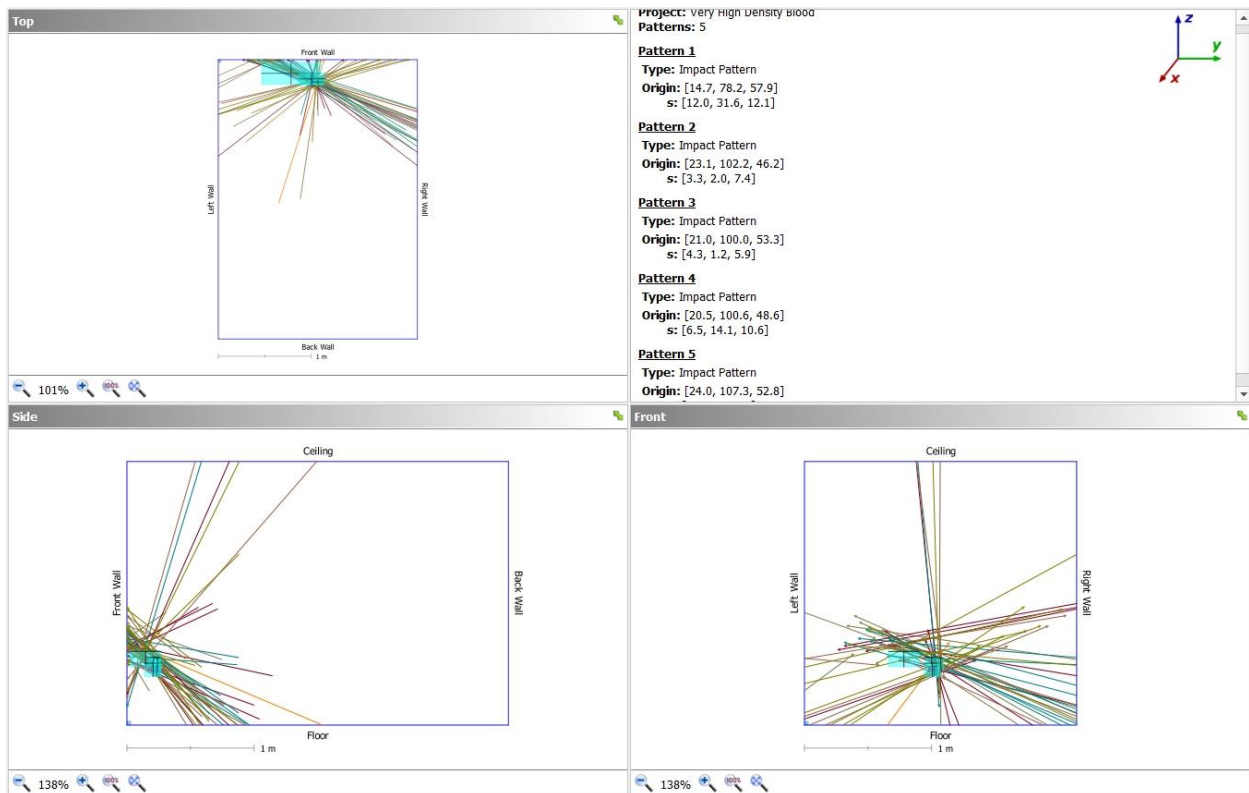 Top
Front Wall
Left Wall
Right Wall
Back Wall
1 m
101%
100%
Project: Very High Density Blood
Patterns: 5
Pattern 1
Type: Impact Pattern
Origin: [14.7, 78.2, 57.9]
s: [12.0, 31.6, 12.1]
Pattern 2
Type: Impact Pattern
Origin: [23.1, 102.2, 46.2]
s: [3.3, 2.0, 7.4]
Pattern 3
Type: Impact Pattern
Origin: [21.0, 100.0, 53.3]
s: [4.3, 1.2, 5.9]
Pattern 4
Type: Impact Pattern
Origin: [20.5, 100.6, 48.6]
s: [6.5, 14.1, 10.6]
Pattern 5
Type: Impact Pattern
Origin: [24.0, 107.3, 52.8]
z
y
x
Side
Ceiling
Front Wall
Back Wall
Floor
1 m
138%
100%
Front
Ceiling
Left Wall
Right Wall
Floor
1 m
138%
100%